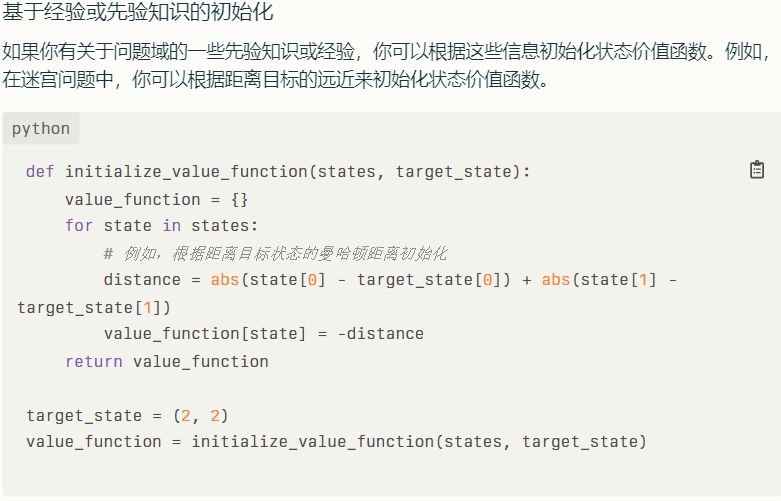 基于经验或先验知识的初始化
如果你有关于问题域的一些先验知识或经验，你可以根据这些信息初始化状态价值函数。例如，
在迷宫问题中，你可以根据距离目标的远近来初始化状态价值函数。
python
def initialize_value_function(states, target_state):
    value_function = {}
    for state in states:
        # 例如，根据距离目标状态的曼哈顿距离初始化
        distance = abs(state[0] - target_state[0]) + abs(state[1] -
target_state[1])
        value_function[state] = -distance
    return value_function
target_state = (2, 2)
value_function = initialize_value_function(states, target_state)